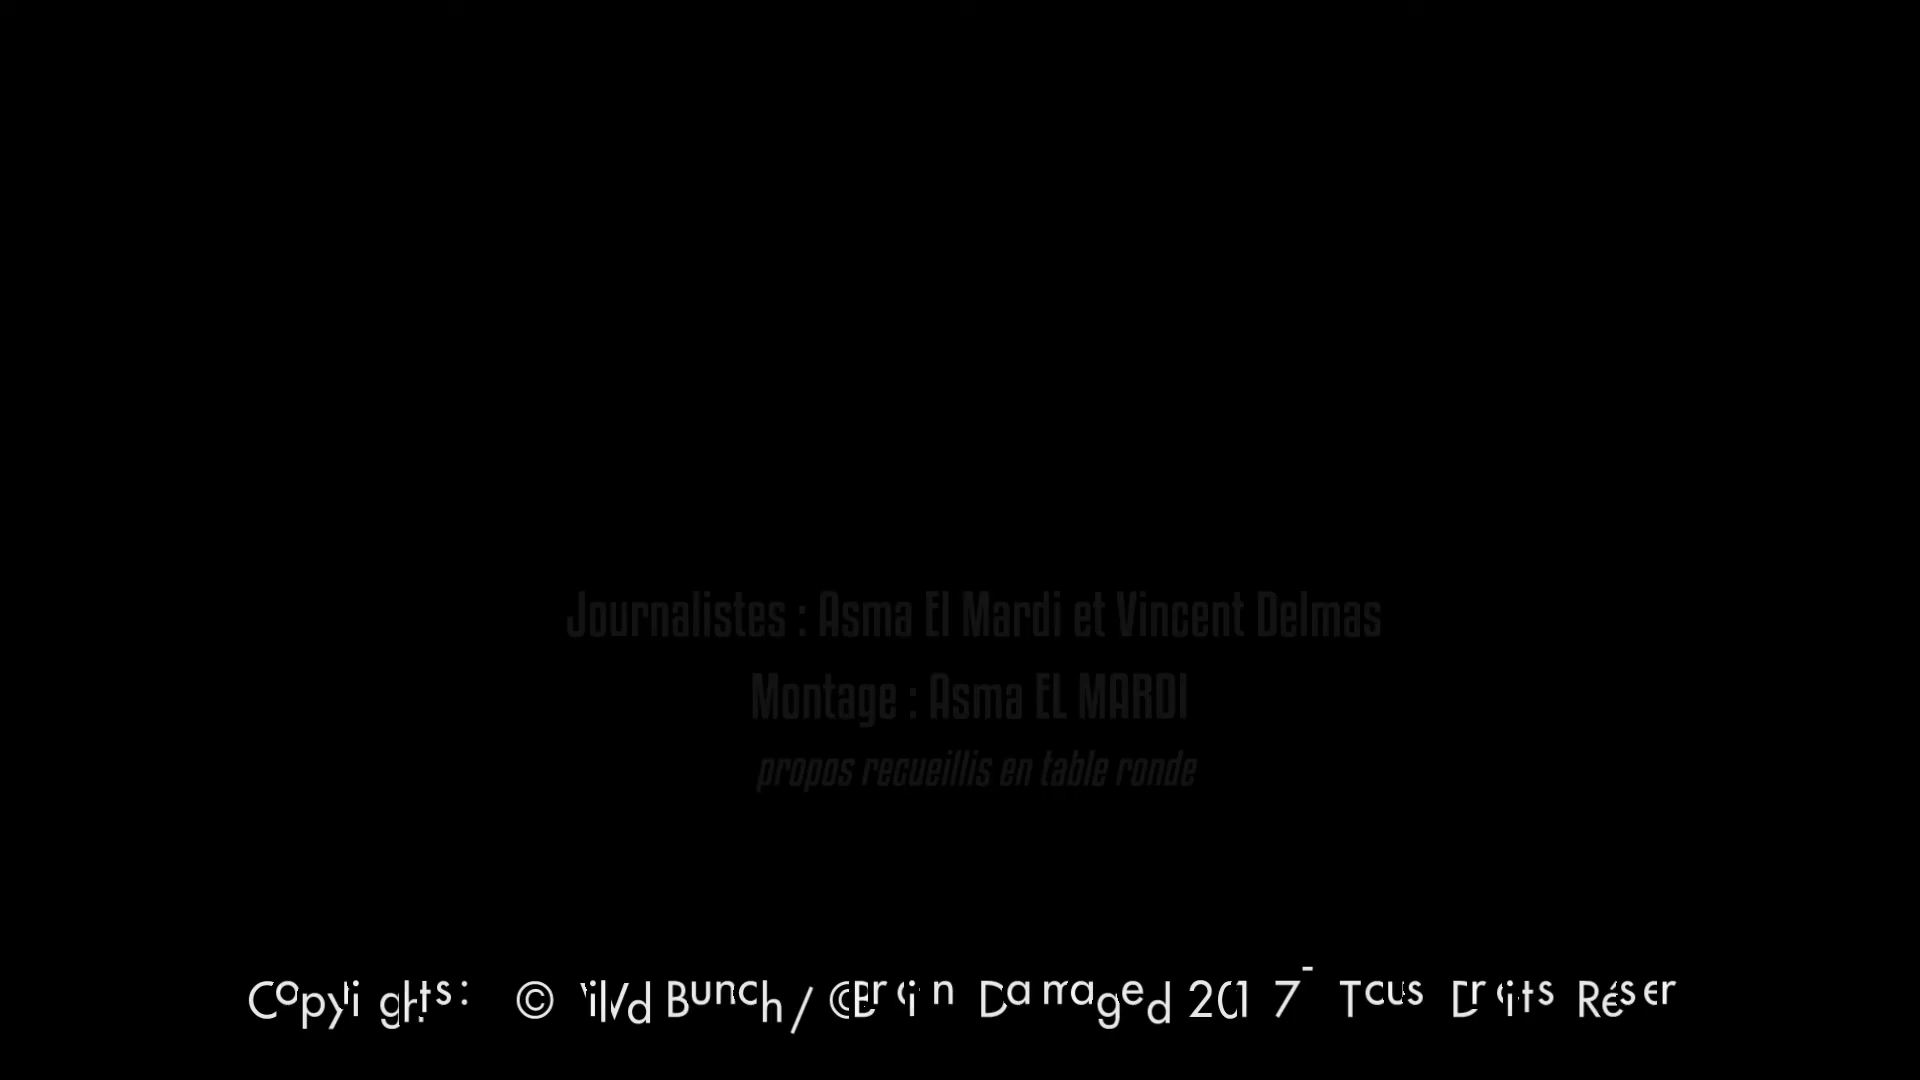 Journalistes : Asma El Mardi et Vincent Delmas
Montage : Asma EL MARDI
propos recueillis en table ronde
Copyrights : © Wild Bunch / ©Brain Damaged 2017 - Tous Droits Réser